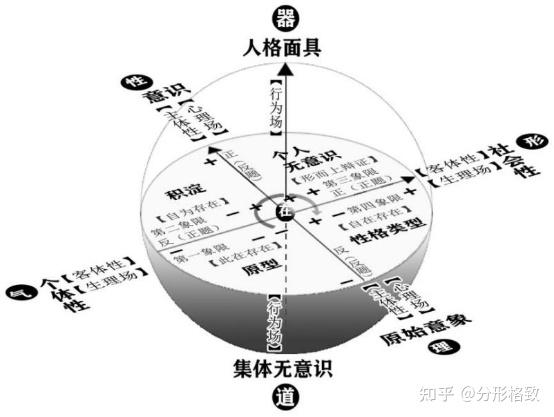 器
人格面具
【行为场】
性
意识
【心理场】
【主体性】
正
(反题)
个人
无意识
【形而上辩证】
第三象限
正(正题)
【客体性】
【生理场】
社会性
形
积淀
【自为存在】
第二象限
反(正题)
在
第四象限
【自在存在】
性格类型
第一象限
【此在存在】
原型
反
(反题)
气
个体性
【客体性】
【生理场】
【心理场】
【主体性】
原始意象
理
【行为场】
集体无意识
道
知乎 @分形格致